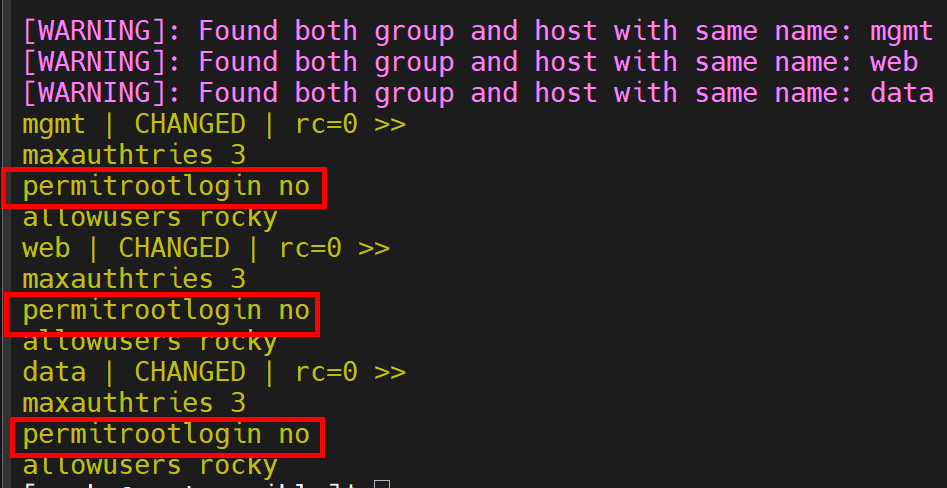 [WARNING]: Found both group and host with same name: mgmt
[WARNING]: Found both group and host with same name: web
[WARNING]: Found both group and host with same name: data
mgmt | CHANGED | rc=0 >>
maxauthtries 3
permitrootlogin no
allowusers rocky
web | CHANGED | rc=0 >>
maxauthtries 3
permitrootlogin no
allowusers rocky
data | CHANGED | rc=0 >>
maxauthtries 3
permitrootlogin no
allowusers rocky